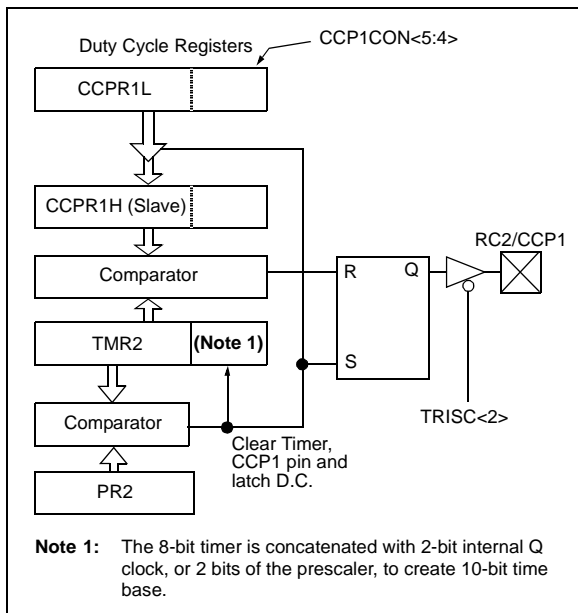 Duty Cycle Registers
CCP1CON<5:4>
CCPR1L
CCPR1H (Slave)
Comparator
RC2/CCP1
R
Q
TMR2
(Note 1)
S
Comparator
TRISC<2>
Clear Timer,
CCP1 pin and
latch D.C.
PR2
Note 1: The 8-bit timer is concatenated with 2-bit internal Q
clock, or 2 bits of the prescaler, to create 10-bit time
base.